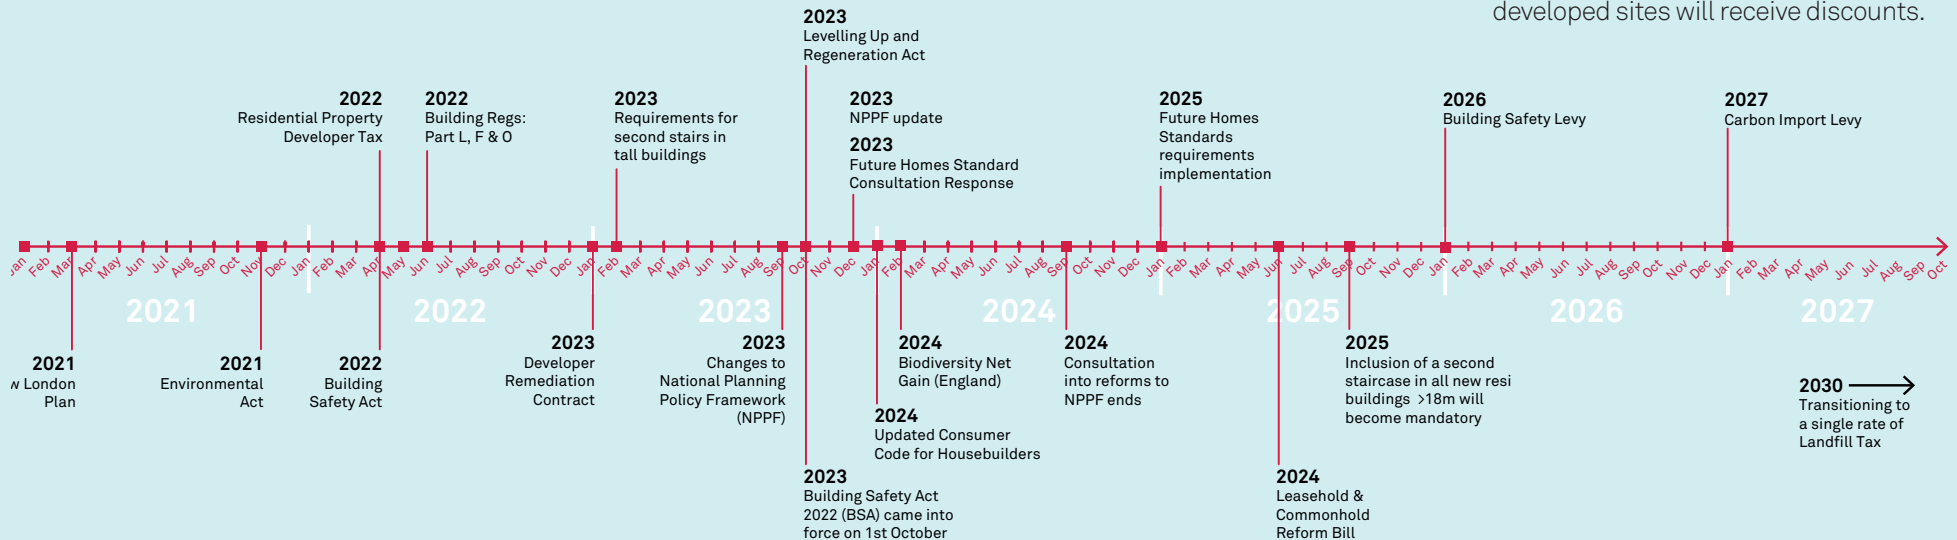 developed sites will receive discounts.
2023
Levelling Up and
Regeneration Act
2022
Residential Property
Developer Tax
2022
Building Regs:
Part L, F & O
2023
Requirements for
second stairs in
tall buildings
2023
NPPF update
2023
Future Homes Standard
Consultation Response
2025
Future Homes
Standards
requirements
implementation
2026
Building Safety Levy
2027
Carbon Import Levy
Jan Feb Mar Apr May Jun Jul Aug Sep Oct Nov Dec Jan Feb Mar Apr May Jun Jul Aug Sep Oct Nov Dec Jan Feb Mar Apr May Jun Jul Aug Sep Oct Nov Dec Jan Feb Mar Apr May Jun Jul Aug Sep Oct Nov Dec Jan Feb Mar Apr May Jun Jul Aug Sep Oct Nov Dec Jan Feb Mar Apr May Jun Jul Aug Sep Oct Nov Dec Jan Feb Mar Apr May Jun Jul Aug Sep Oct
2021 2022 2023 2024 2025 2026 2027
2021
w London
Plan
2021
Environmental
Act
2022
Building
Safety Act
2023
Developer
Remediation
Contract
2023
Changes to
National Planning
Policy Framework
(NPPF)
2024
Biodiversity Net
Gain (England)
2024
Updated Consumer
Code for Housebuilders
2023
Building Safety Act
2022 (BSA) came into
force on 1st October
2024
Consultation
into reforms to
NPPF ends
2024
Leasehold &
Commonhold
Reform Bill
2025
Inclusion of a second
staircase in all new resi
buildings >18m will
become mandatory
2030
Transitioning to
a single rate of
Landfill Tax